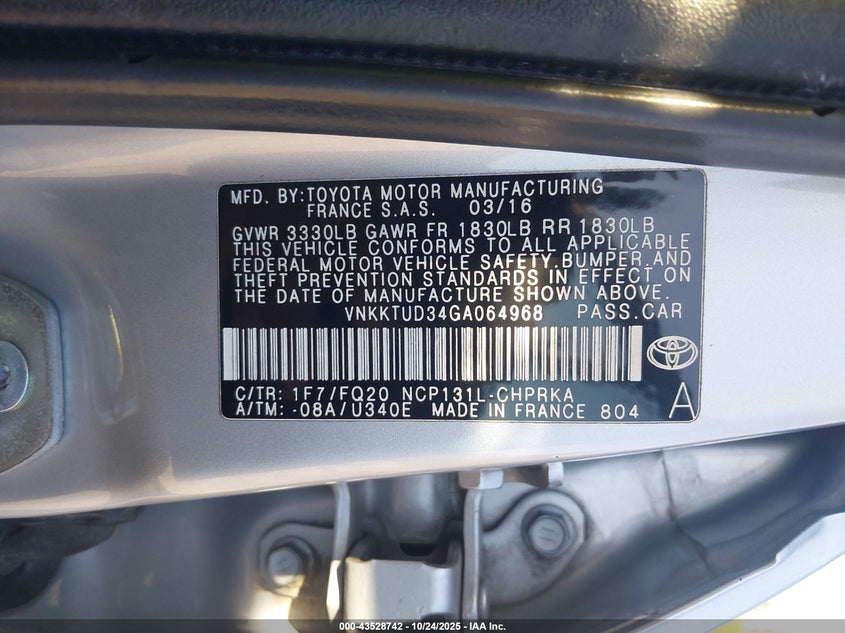 MFD. BY:TOYOTA MOTOR MANUFACTURING
FRANCE S.A.S. 03/16
GVWR 3330LB GAWR FR 1830LB RR 1830LB
THIS VEHICLE CONFORMS TO ALL APPLICABLE
FEDERAL MOTOR VEHICLE SAFETY,BUMPER,AND
THEFT PREVENTION STANDARDS IN EFFECT ON
THE DATE OF MANUFACTURE SHOWN ABOVE.
VNKKTUD34GA064968 PASS.CAR
C/TR: 1F7/FQ20 NCP131L-CHPRKA
A/TM: -08A/U340E MADE IN FRANCE 804
A
000-43528742 - 10/24/2025 - IAA Inc.